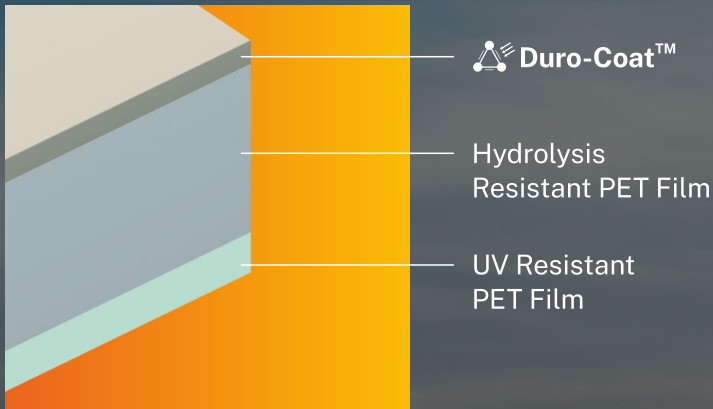 Duro-Coat™
Hydrolysis
Resistant PET Film
UV Resistant
PET Film